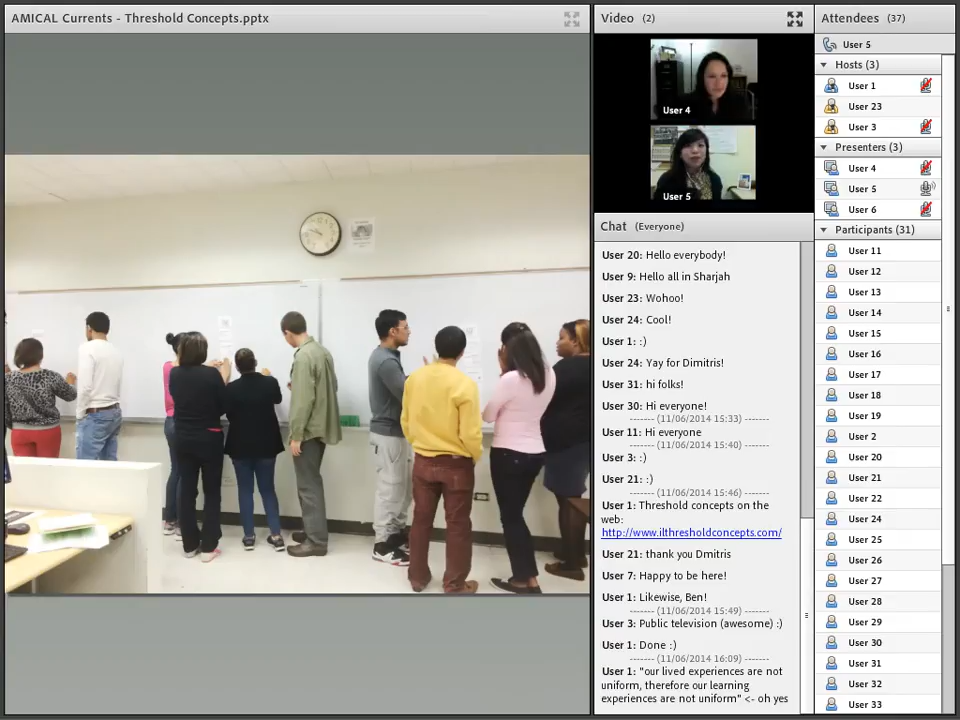 AMICAL Currents - Threshold Concepts.pptx
Video (2)
User 4
User 5
Chat (Everyone)
User 20: Hello everybody!
User 9: Hello all in Sharjah
User 23: Wohoo!
User 24: Cool!
User 1: :)
User 24: Yay for Dimitris!
User 31: hi folks!
User 30: Hi everyone!
------- (11/06/2014 15:33) -------
User 11: Hi everyone
------- (11/06/2014 15:40) -------
User 3: :)
User 21: :)
------- (11/06/2014 15:46) -------
User 1: Threshold concepts on the
web:
http://www.ilthresholdconcepts.com/
User 21: thank you Dmitris
User 7: Happy to be here!
User 1: Likewise, Ben!
------- (11/06/2014 15:49) -------
User 3: Public television (awesome) :)
User 1: Done :)
------- (11/06/2014 16:09) -------
User 1: "our lived experiences are not
uniform, therefore our learning
experiences are not uniform" <- oh yes
Attendees (37)
User 5
Hosts (3)
User 1
User 23
User 3
Presenters (3)
User 4
User 5
User 6
Participants (31)
User 11
User 12
User 13
User 14
User 15
User 16
User 17
User 18
User 19
User 2
User 20
User 21
User 22
User 24
User 25
User 26
User 27
User 28
User 29
User 30
User 31
User 32
User 33